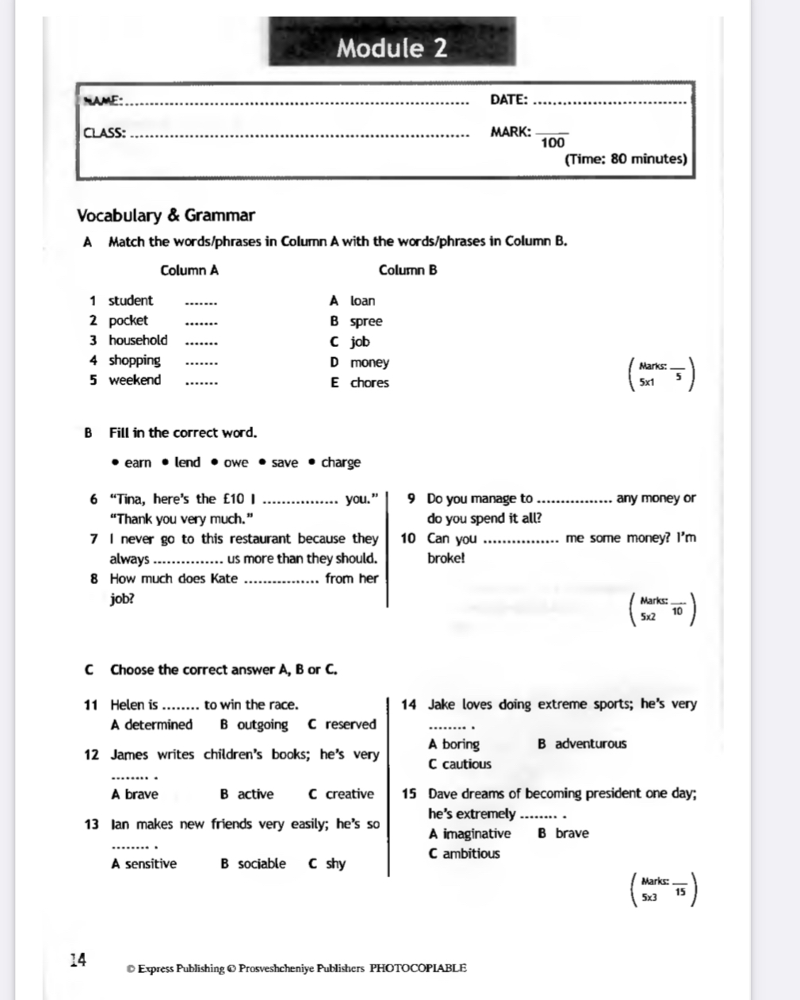 Module 2
NAME: ........................................................................ DATE: ................................
CLASS: ........................................................................ MARK: ____
100
(Time: 80 minutes)
Vocabulary & Grammar
A Match the words/phrases in Column A with the words/phrases in Column B.
Column A Column B
1 student ....... A loan
2 pocket ....... B spree
3 household ....... C job
4 shopping ....... D money
5 weekend ....... E chores
(Marks: __
5x1 5)
B Fill in the correct word.
• earn • lend • owe • save • charge
6 “Tina, here’s the £10 I ................ you.”
“Thank you very much.”
7 I never go to this restaurant because they
always ............... us more than they should.
8 How much does Kate ................ from her
job?
9 Do you manage to ................ any money or
do you spend it all?
10 Can you ................ me some money? I’m
broke!
(Marks: __
5x2 10)
C Choose the correct answer A, B or C.
11 Helen is ........ to win the race.
A determined B outgoing C reserved
12 James writes children’s books; he’s very
........ .
A brave B active C creative
13 Ian makes new friends very easily; he’s so
........ .
A sensitive B sociable C shy
14 Jake loves doing extreme sports; he’s very
........ .
A boring B adventurous
C cautious
15 Dave dreams of becoming president one day;
he’s extremely ........ .
A imaginative B brave
C ambitious
(Marks: __
5x3 15)
14
© Express Publishing © Prosveshcheniye Publishers PHOTOCOPIABLE